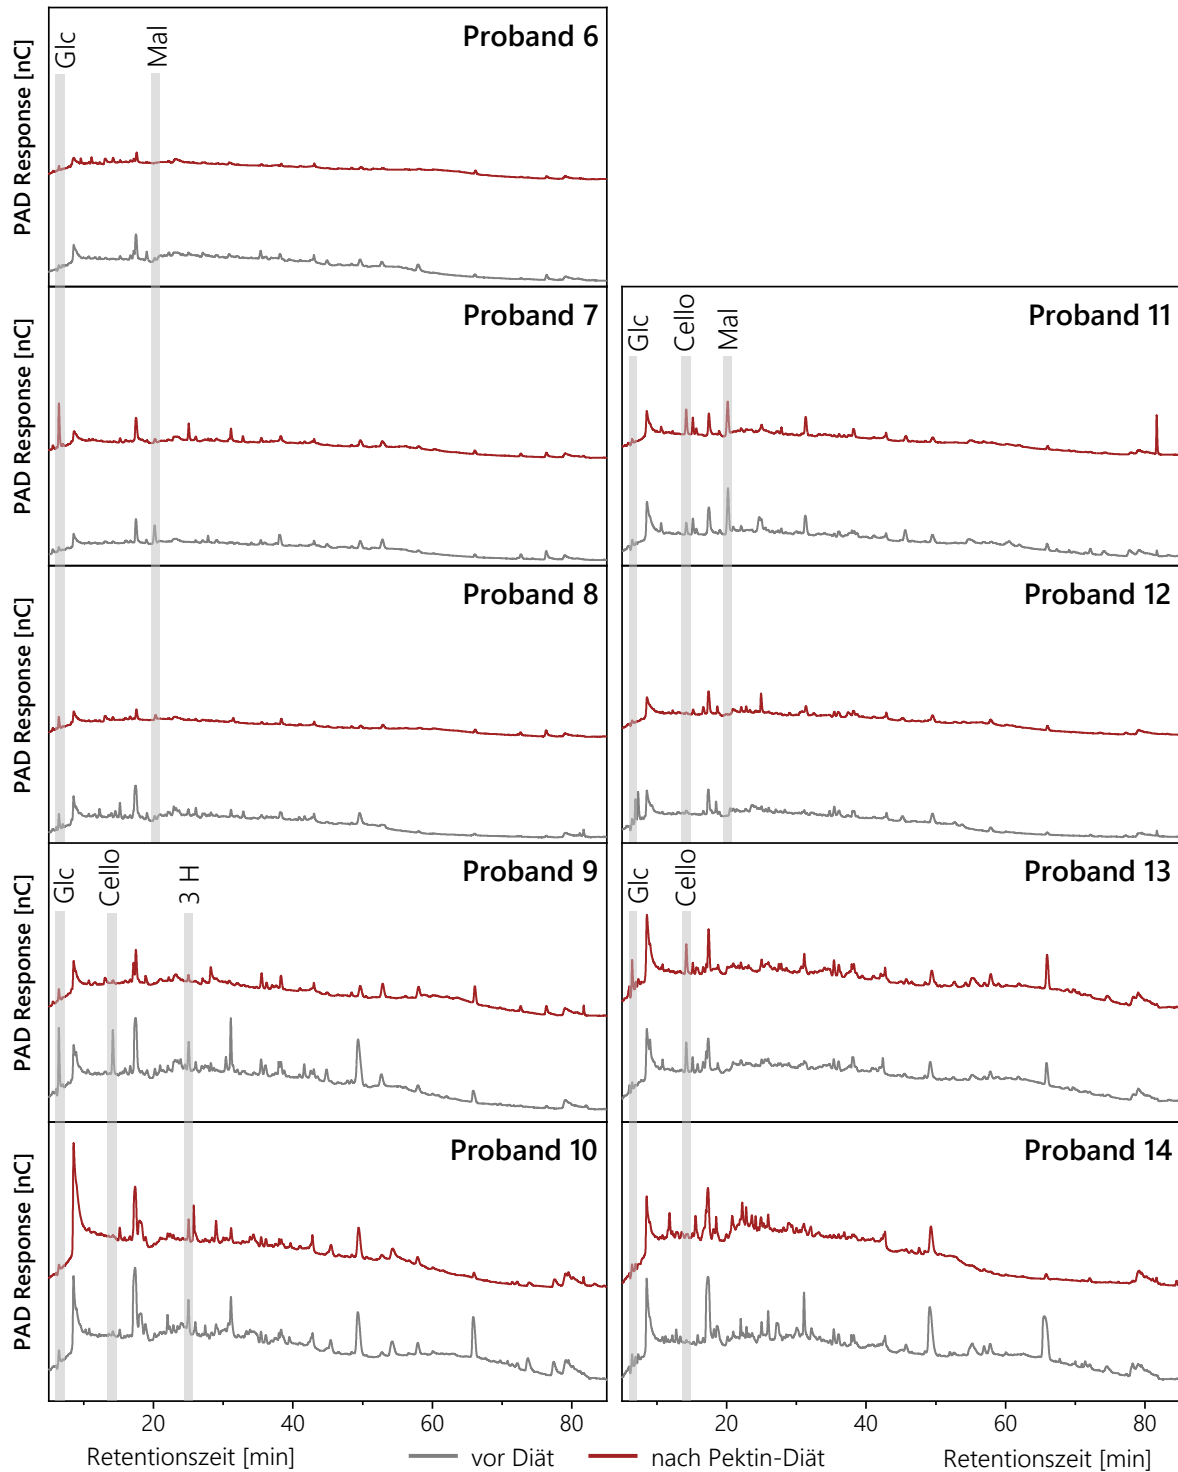 Proband 6
Glc
Mal
PAD Response [nC]
Proband 7
PAD Response [nC]
Proband 11
Glc
Cello
Mal
Proband 8
PAD Response [nC]
Proband 12
Proband 9
Glc
Cello
3 H
PAD Response [nC]
Proband 13
Glc
Cello
Proband 10
PAD Response [nC]
Proband 14
20 40 60 80
20 40 60 80
Retentionszeit [min]
vor Diät
nach Pektin-Diät
Retentionszeit [min]